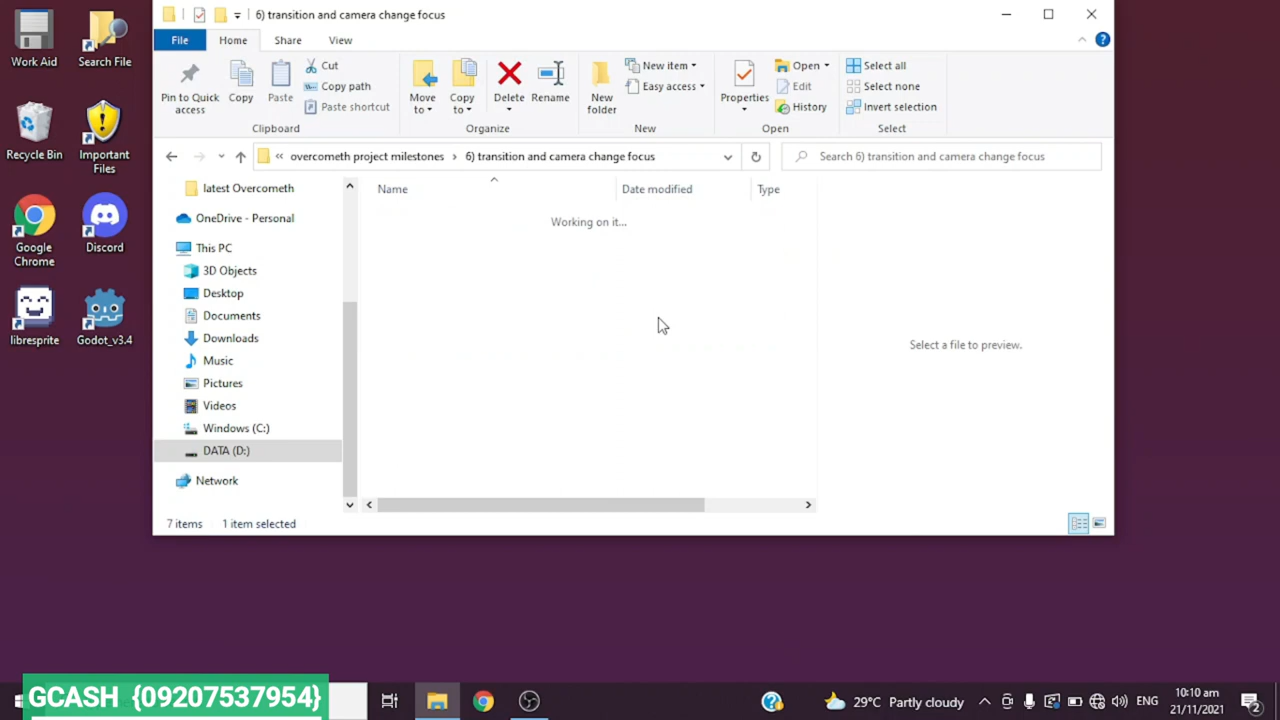 6) transition and camera change focus
File
Home
Share
View
Pin to Quick
access
Copy
Paste
Cut
Copy path
Paste shortcut
Clipboard
Move
to
Copy
to
Delete
Rename
Organize
New
folder
New item
Easy access
New
Properties
Open
Edit
History
Open
Select all
Select none
Invert selection
Select
« overcometh project milestones > 6) transition and camera change focus
Search 6) transition and camera change focus
latest Overcometh
OneDrive - Personal
This PC
3D Objects
Desktop
Documents
Downloads
Music
Pictures
Videos
Windows (C:)
DATA (D:)
Network
Name
Date modified
Type
Working on it...
Select a file to preview.
7 items
1 item selected
Work Aid
Search File
Recycle Bin
Important
Files
Google
Chrome
Discord
libresprite
Godot_v3.4
GCASH {09207537954}
29°C Partly cloudy
ENG
10:10 am
21/11/2021
2